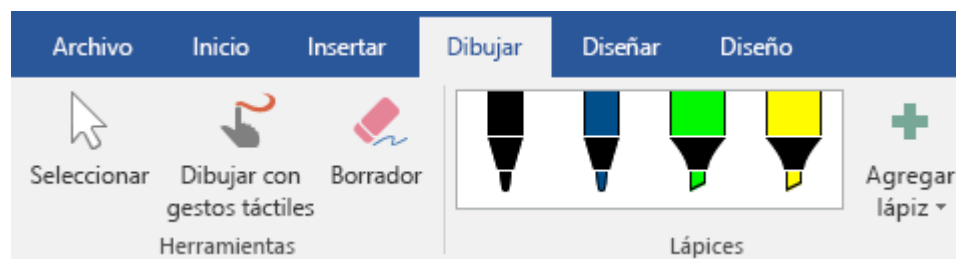 Archivo Inicio Insertar Dibujar Diseñar Diseño
Seleccionar
Dibujar con
gestos táctiles
Borrador
Agregar
lápiz
Herramientas
Lápices